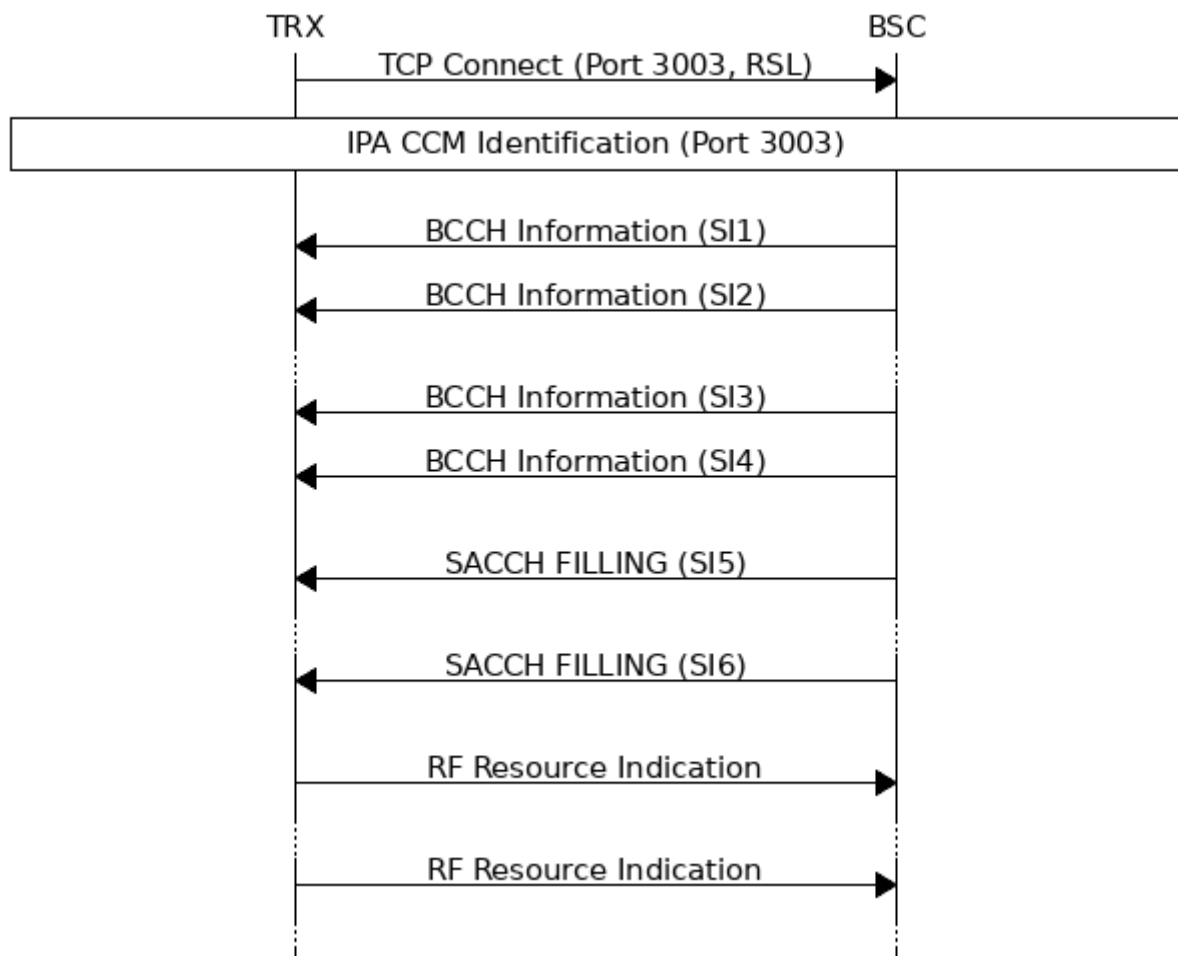 TRX BSC
TCP Connect (Port 3003, RSL)
IPA CCM Identification (Port 3003)
BCCH Information (SI1)
BCCH Information (SI2)
BCCH Information (SI3)
BCCH Information (SI4)
SACCH FILLING (SI5)
SACCH FILLING (SI6)
RF Resource Indication
RF Resource Indication